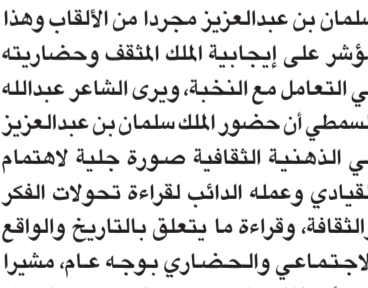 سلمان بن عبدالعزيز مجردا من الألقاب وهذا
مؤشر على إيجابية الملك المثقف وحضاريته
في التعامل مع النخبة، ويرى الشاعر عبدالله
السمطي أن حضور الملك سلمان بن عبدالعزيز
في الذهنية الثقافية صورة جلية لاهتمام
القيادي وعمله الدائب لقراءة تحولات الفكر
والثقافة، وقراءة ما يتعلق بالتاريخ والواقع
الاجتماعي والحضاري بوجه عام، مشيرا